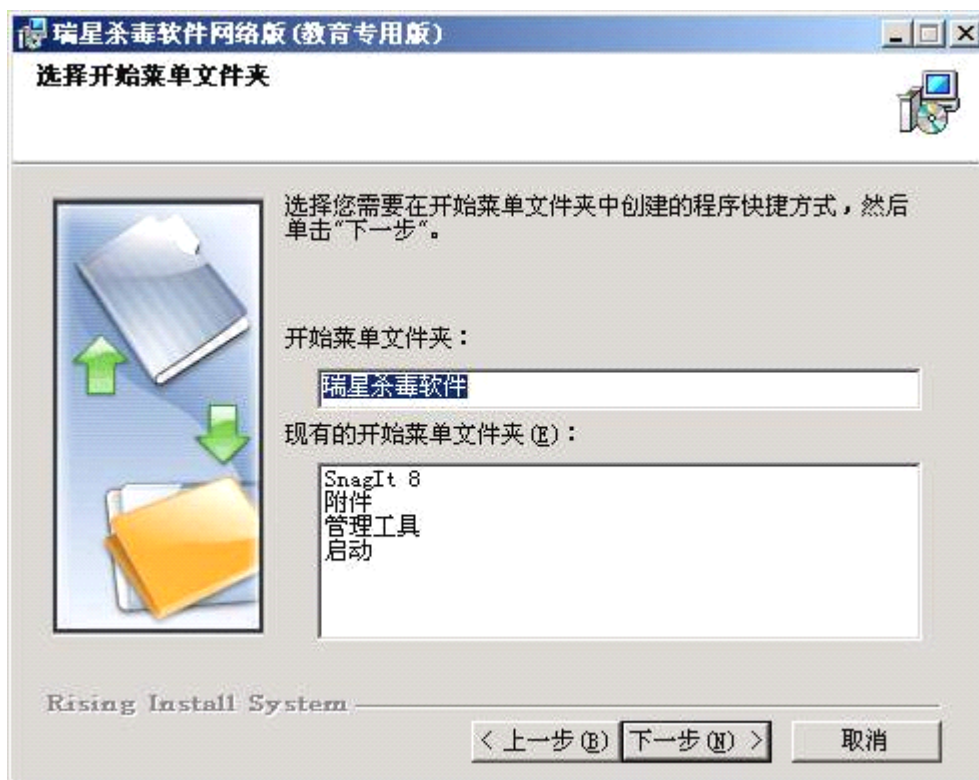 瑞星杀毒软件网络版(教育专用版)
选择开始菜单文件夹
选择您需要在开始菜单文件夹中创建的程序快捷方式，然后
单击“下一步“。
开始菜单文件夹：
瑞星杀毒软件
现有的开始菜单文件夹(E)：
SnagIt 8
附件
管理工具
启动
Rising Install System
< 上一步(B) 下一步(N) > 取消